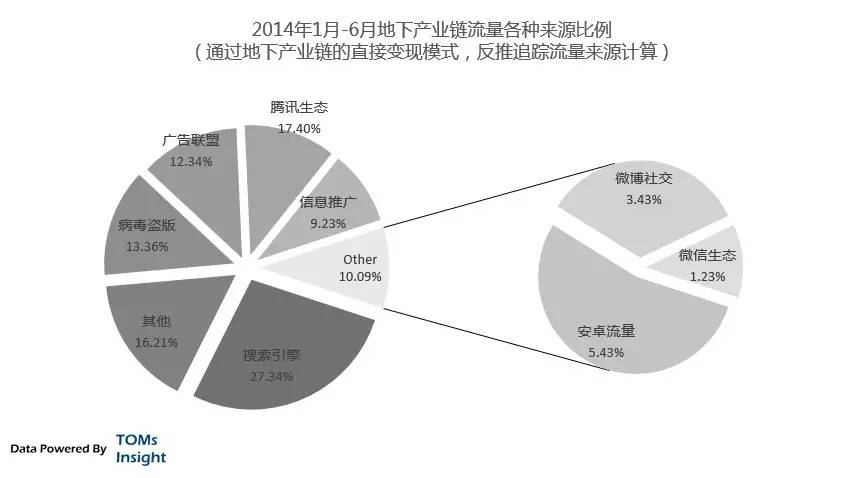 2014年1月-6月地下产业链流量各种来源比例
（通过地下产业链的直接变现模式，反推追踪流量来源计算）
腾讯生态
17.40%
广告联盟
12.34%
信息推广
9.23%
病毒盗版
13.36%
Other
10.09%
其他
16.21%
搜索引擎
27.34%
微博社交
3.43%
微信生态
1.23%
安卓流量
5.43%
Data Powered By
TOMs
Insight